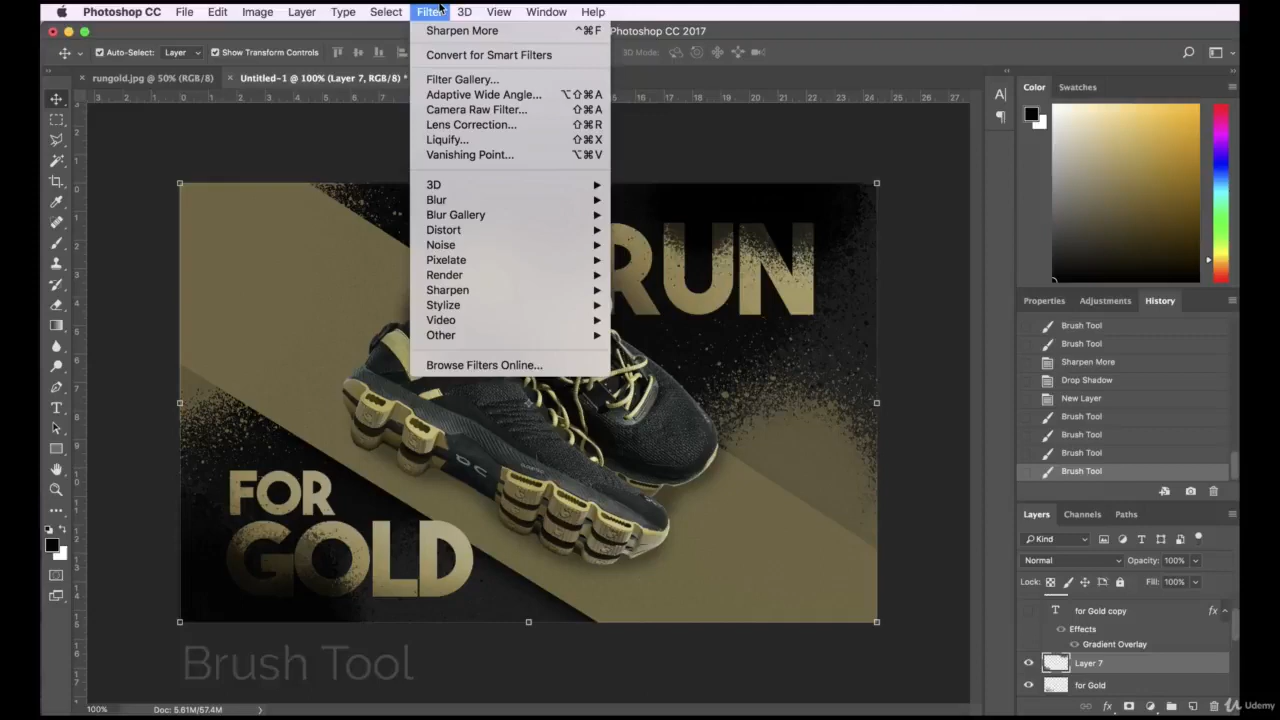 Photoshop CC File Edit Image Layer Type Select Filter 3D View Window Help
Photoshop CC 2017
Auto-Select: Layer Show Transform Controls 3D Mode:
rungold.jpg @ 50% (RGB/8) Untitled-1 @ 100% (Layer 7, RGB/8) *
Sharpen More ^⌘F
Convert for Smart Filters
Filter Gallery...
Adaptive Wide Angle... ⌥⇧⌘A
Camera Raw Filter... ⇧⌘A
Lens Correction... ⇧⌘R
Liquify... ⇧⌘X
Vanishing Point... ⌥⌘V
3D
Blur
Blur Gallery
Distort
Noise
Pixelate
Render
Sharpen
Stylize
Video
Other
Browse Filters Online...
RUN
FOR
GOLD
Brush Tool
100% Doc: 5.61M/57.4M
Color Swatches
Properties Adjustments History
Brush Tool
Brush Tool
Sharpen More
Drop Shadow
New Layer
Brush Tool
Brush Tool
Brush Tool
Brush Tool
Layers Channels Paths
Kind
Normal Opacity: 100%
Lock: Fill: 100%
for Gold copy fx
Effects
Gradient Overlay
Layer 7
for Gold
Udemy